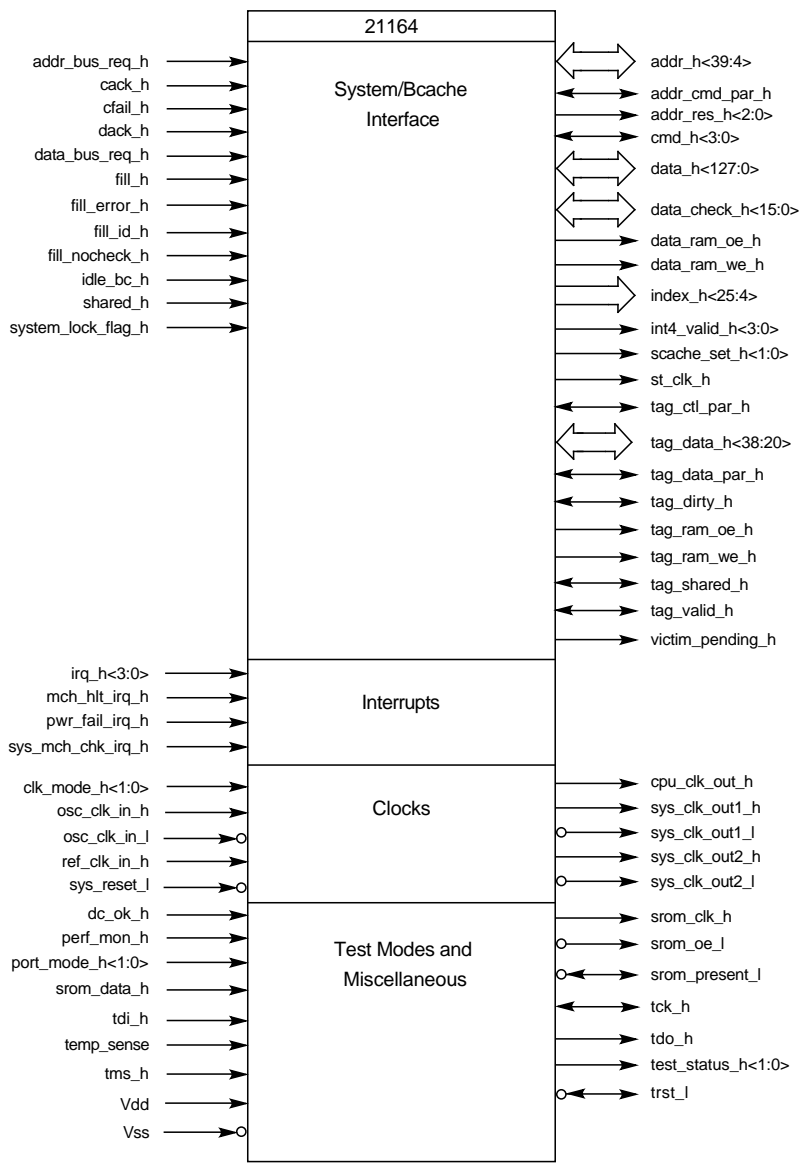 21164
System/Bcache
Interface
addr_bus_req_h
cack_h
cfail_h
dack_h
data_bus_req_h
fill_h
fill_error_h
fill_id_h
fill_nocheck_h
idle_bc_h
shared_h
system_lock_flag_h
addr_h<39:4>
addr_cmd_par_h
addr_res_h<2:0>
cmd_h<3:0>
data_h<127:0>
data_check_h<15:0>
data_ram_oe_h
data_ram_we_h
index_h<25:4>
int4_valid_h<3:0>
scache_set_h<1:0>
st_clk_h
tag_ctl_par_h
tag_data_h<38:20>
tag_data_par_h
tag_dirty_h
tag_ram_oe_h
tag_ram_we_h
tag_shared_h
tag_valid_h
victim_pending_h
Interrupts
irq_h<3:0>
mch_hlt_irq_h
pwr_fail_irq_h
sys_mch_chk_irq_h
Clocks
clk_mode_h<1:0>
osc_clk_in_h
osc_clk_in_l
ref_clk_in_h
sys_reset_l
cpu_clk_out_h
sys_clk_out1_h
sys_clk_out1_l
sys_clk_out2_h
sys_clk_out2_l
Test Modes and
Miscellaneous
dc_ok_h
perf_mon_h
port_mode_h<1:0>
srom_data_h
tdi_h
temp_sense
tms_h
Vdd
Vss
srom_clk_h
srom_oe_l
srom_present_l
tck_h
tdo_h
test_status_h<1:0>
trst_l